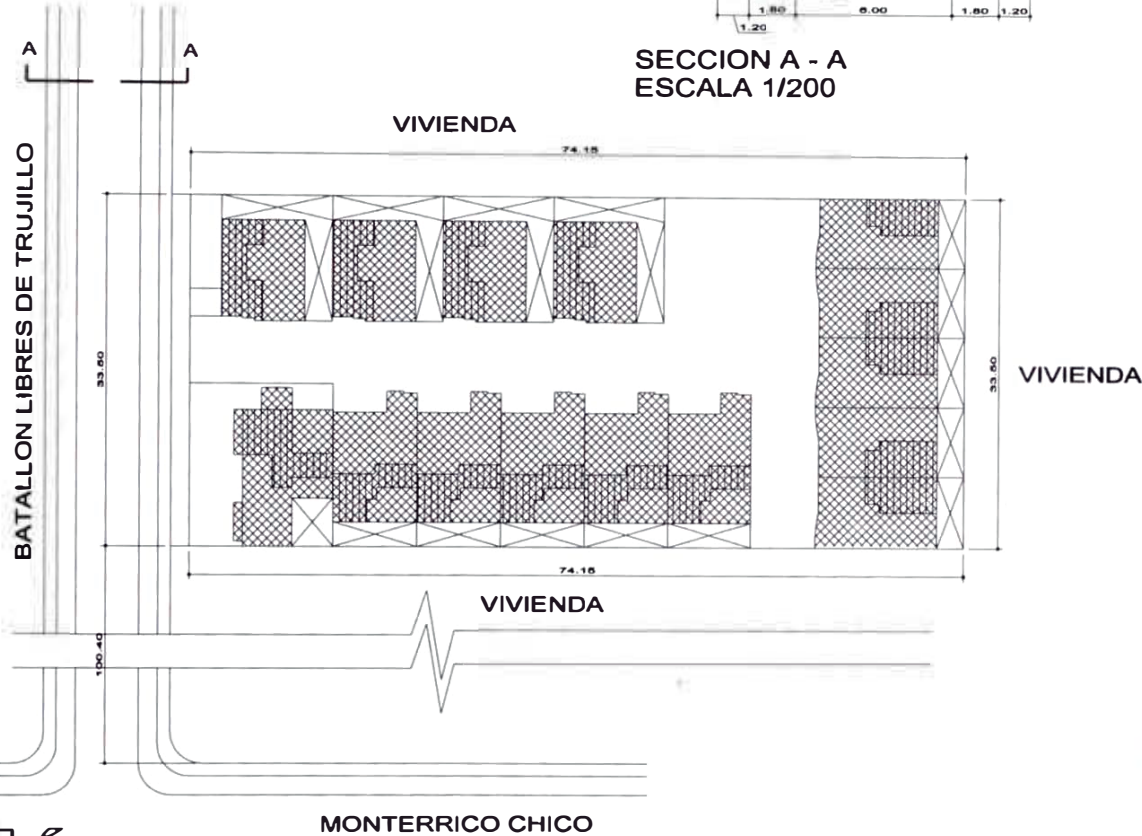 1.80 6.00 1.80 1.20
1.20
SECCION A - A
ESCALA 1/200
A A
VIVIENDA
74.15
BATALLON LIBRES DE TRUJILLO
33.50
33.50
VIVIENDA
74.15
VIVIENDA
100.40
MONTERRICO CHICO